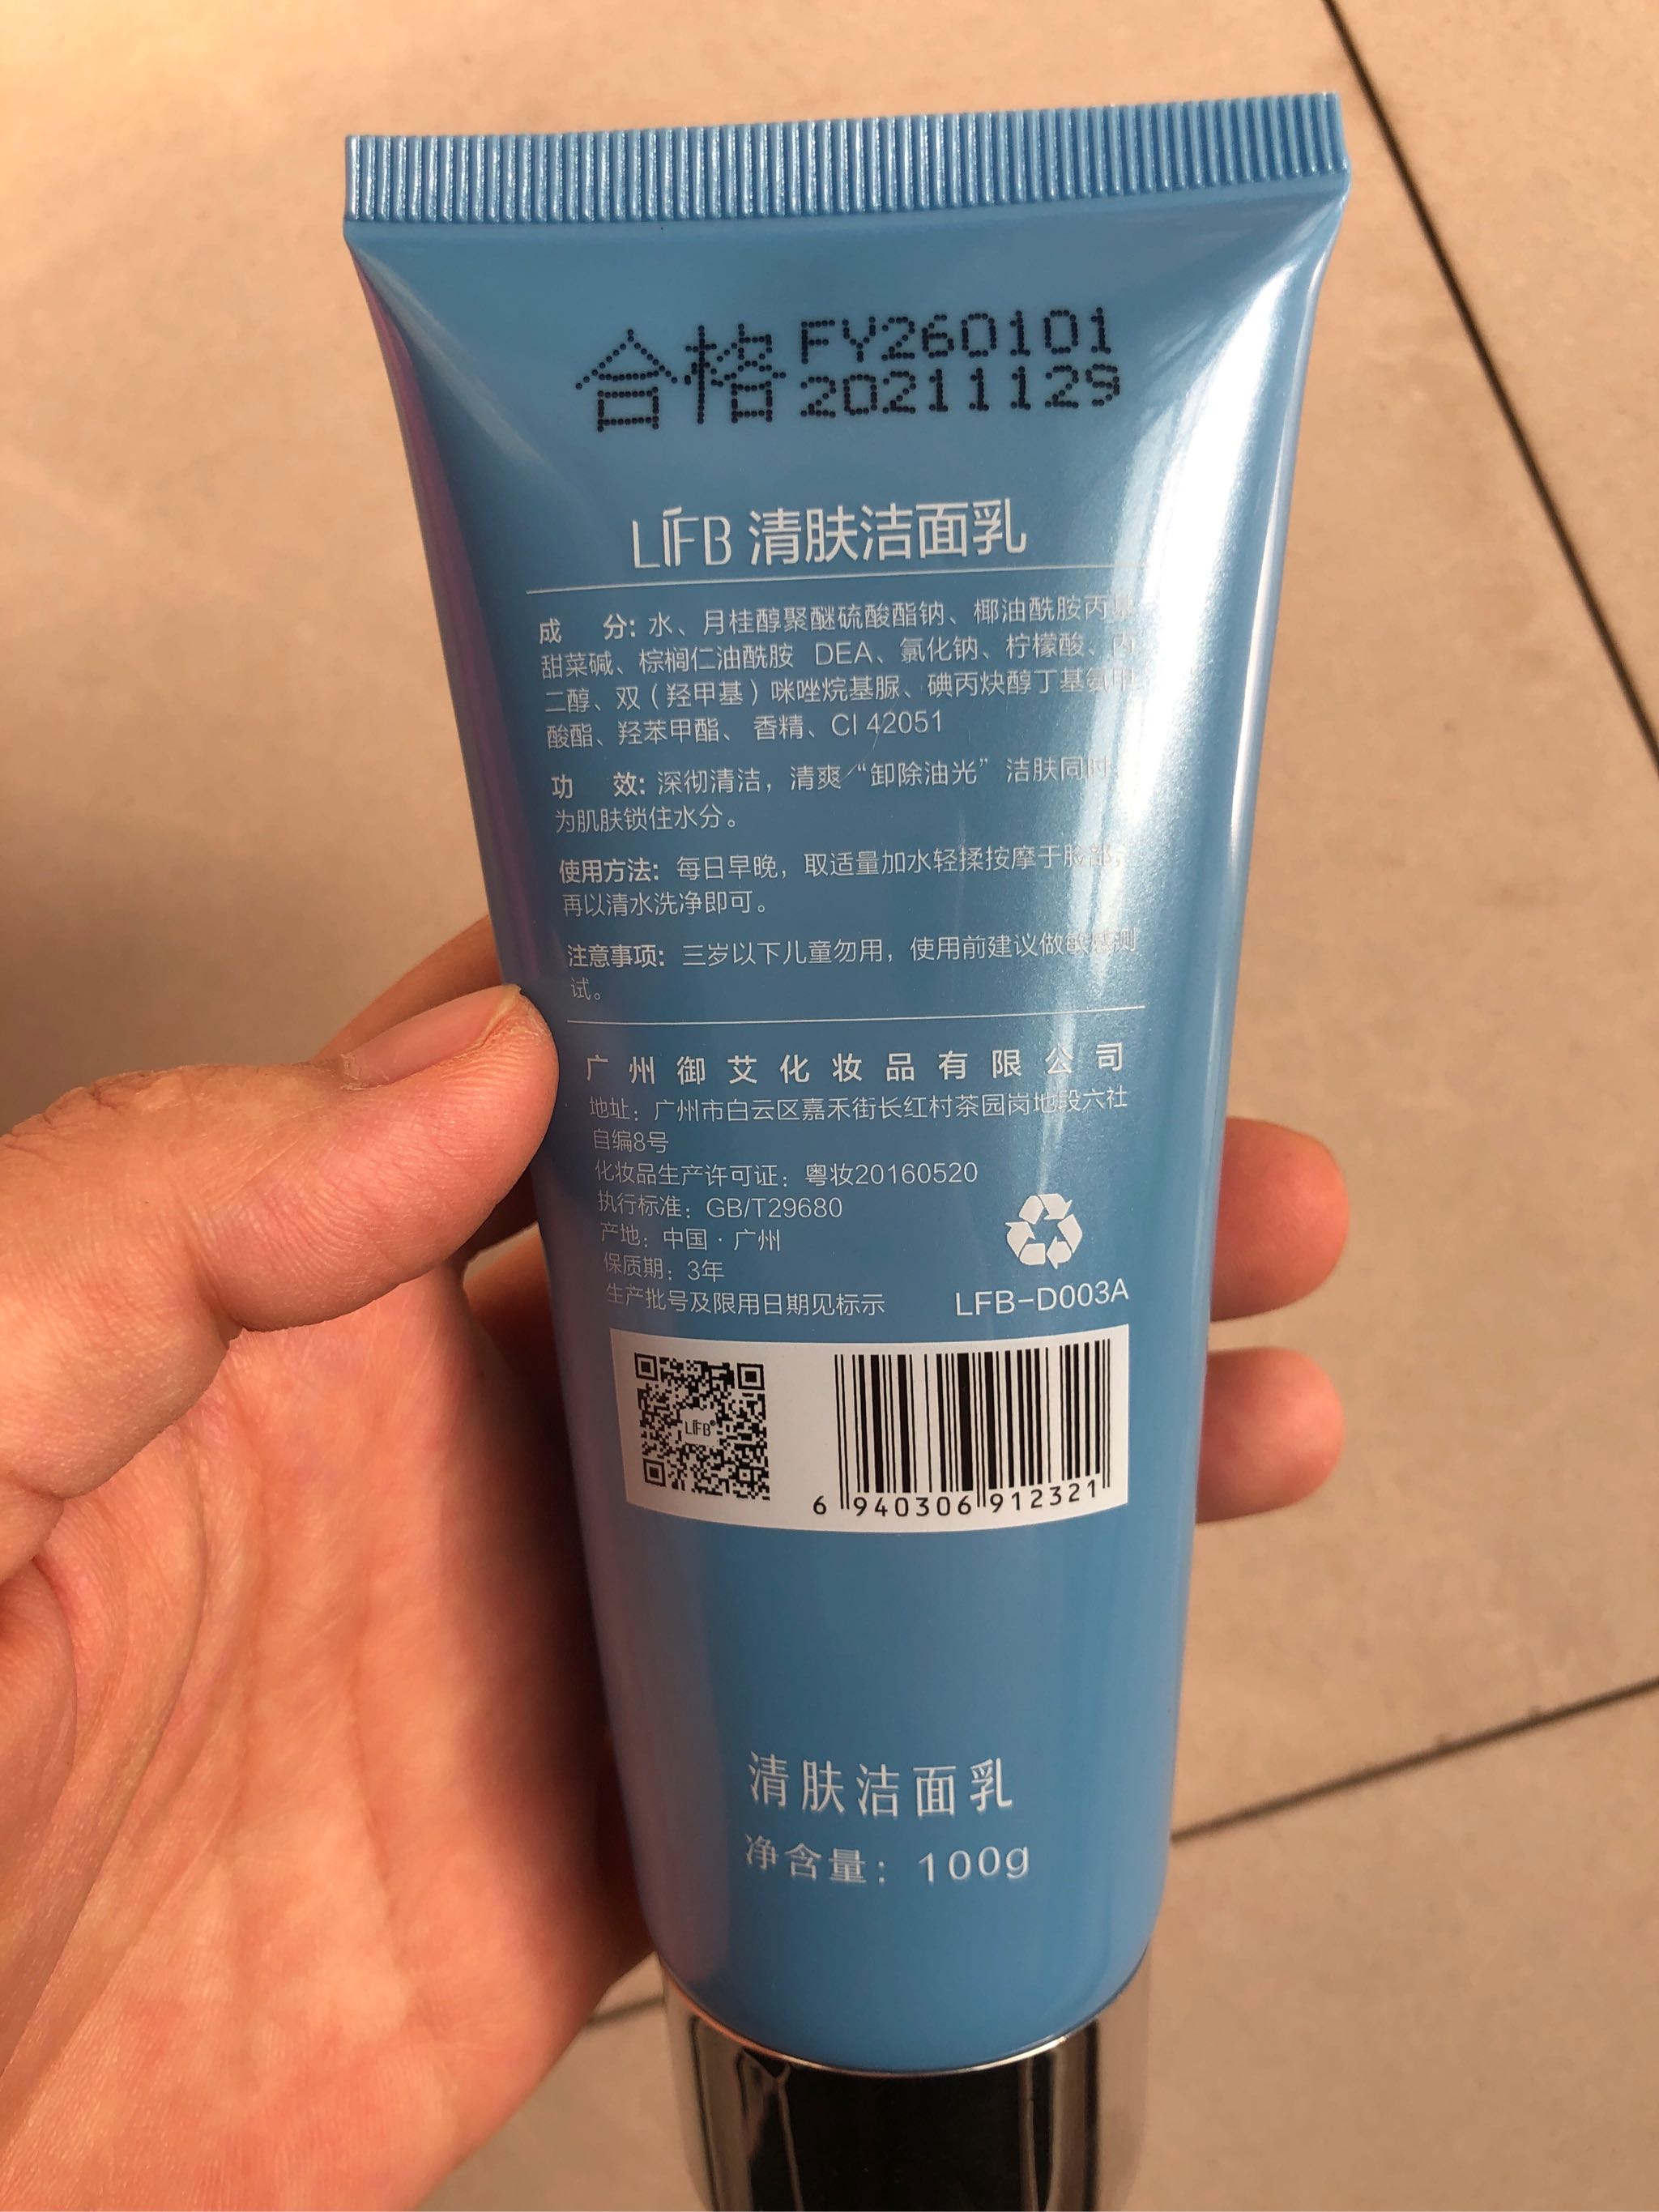 合格 FY260101
20211129
LIFB 清肤洁面乳
成 分: 水、月桂醇聚醚硫酸酯钠、椰油酰胺丙基
甜菜碱、棕榈仁油酰胺 DEA、氯化钠、柠檬酸、丙
二醇、双(羟甲基)咪唑烷基脲、碘丙炔醇丁基氨甲
酸酯、羟苯甲酯、香精、CI 42051
功 效: 深彻清洁，清爽“卸除油光”洁肤同时，
为肌肤锁住水分。
使用方法: 每日早晚，取适量加水轻揉按摩于脸部，
再以清水洗净即可。
注意事项: 三岁以下儿童勿用，使用前建议做敏感测
试。
广州御艾化妆品有限公司
地址：广州市白云区嘉禾街长红村茶园岗地段六社
自编8号
化妆品生产许可证：粤妆20160520
执行标准：GB/T29680
产地：中国·广州
保质期：3年
生产批号及限用日期见标示
LFB-D003A
LIFB®
6 940306 912321
清肤洁面乳
净含量：100g